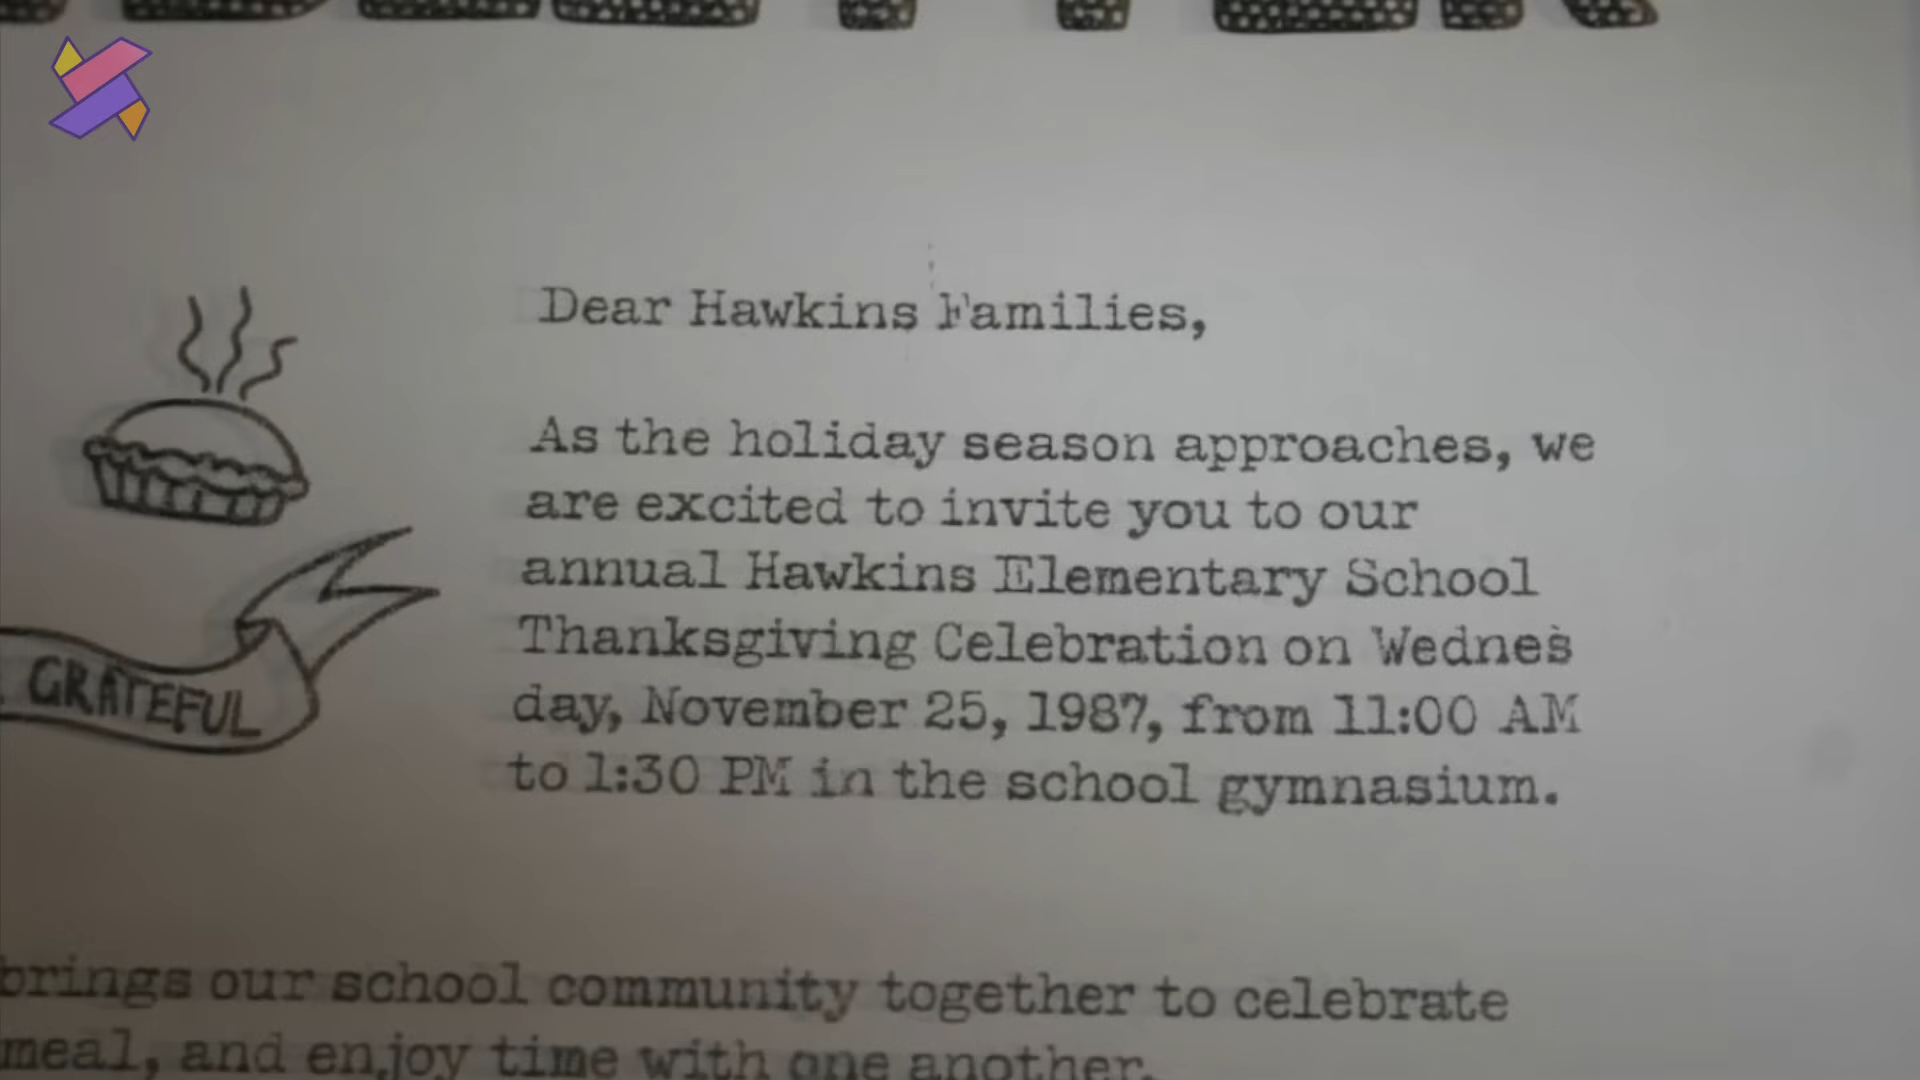 Dear Hawkins Families,
As the holiday season approaches, we
are excited to invite you to our
annual Hawkins Elementary School
Thanksgiving Celebration on Wednes
day, November 25, 1987, from 11:00 AM
to 1:30 PM in the school gymnasium.
GRATEFUL
brings our school community together to celebrate
meal, and enjoy time with one another.